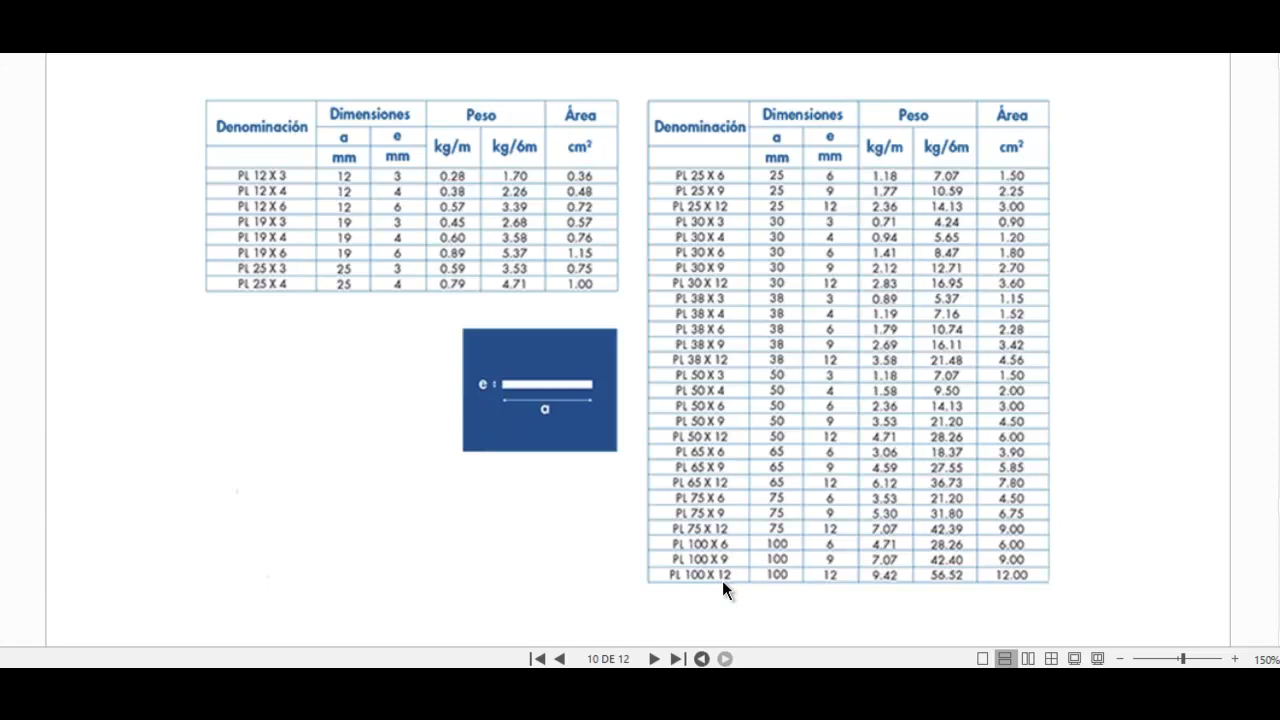 Denominación Dimensiones Peso Área
a e kg/m kg/6m cm²
mm mm
PL 12 X 3 12 3 0.28 1.70 0.36
PL 12 X 4 12 4 0.38 2.26 0.48
PL 12 X 6 12 6 0.57 3.39 0.72
PL 19 X 3 19 3 0.45 2.68 0.57
PL 19 X 4 19 4 0.60 3.58 0.76
PL 19 X 6 19 6 0.89 5.37 1.15
PL 25 X 3 25 3 0.59 3.53 0.75
PL 25 X 4 25 4 0.79 4.71 1.00
e
a
Denominación Dimensiones Peso Área
a e kg/m kg/6m cm²
mm mm
PL 25 X 6 25 6 1.18 7.07 1.50
PL 25 X 9 25 9 1.77 10.59 2.25
PL 25 X 12 25 12 2.36 14.13 3.00
PL 30 X 3 30 3 0.71 4.24 0.90
PL 30 X 4 30 4 0.94 5.65 1.20
PL 30 X 6 30 6 1.41 8.47 1.80
PL 30 X 9 30 9 2.12 12.71 2.70
PL 30 X 12 30 12 2.83 16.95 3.60
PL 38 X 3 38 3 0.89 5.37 1.15
PL 38 X 4 38 4 1.19 7.16 1.52
PL 38 X 6 38 6 1.79 10.74 2.28
PL 38 X 9 38 9 2.69 16.11 3.42
PL 38 X 12 38 12 3.58 21.48 4.56
PL 50 X 3 50 3 1.18 7.07 1.50
PL 50 X 4 50 4 1.58 9.50 2.00
PL 50 X 6 50 6 2.36 14.13 3.00
PL 50 X 9 50 9 3.53 21.20 4.50
PL 50 X 12 50 12 4.71 28.26 6.00
PL 65 X 6 65 6 3.06 18.37 3.90
PL 65 X 9 65 9 4.59 27.55 5.85
PL 65 X 12 65 12 6.12 36.73 7.80
PL 75 X 6 75 6 3.53 21.20 4.50
PL 75 X 9 75 9 5.30 31.80 6.75
PL 75 X 12 75 12 7.07 42.39 9.00
PL 100 X 6 100 6 4.71 28.26 6.00
PL 100 X 9 100 9 7.07 42.40 9.00
PL 100 X 12 100 12 9.42 56.52 12.00
10 DE 12
150%